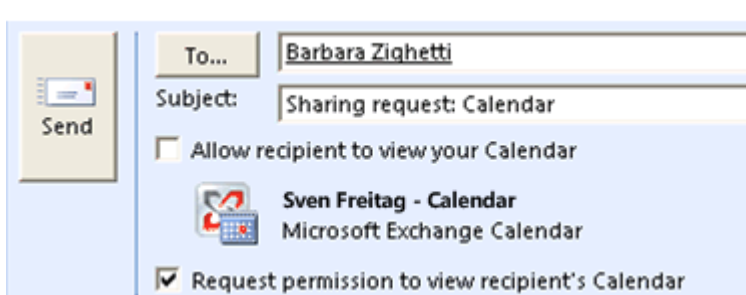 To...
Barbara Zighetti
Subject:
Sharing request: Calendar
Send
Allow recipient to view your Calendar
Sven Freitag - Calendar
Microsoft Exchange Calendar
Request permission to view recipient's Calendar